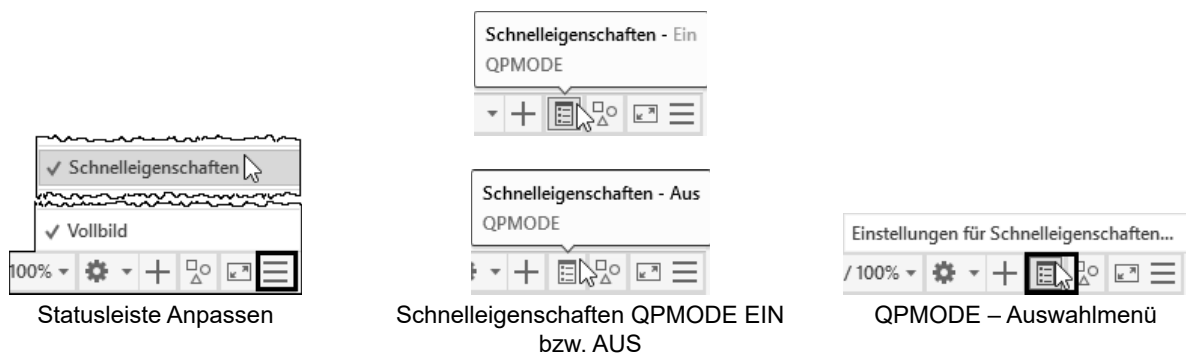 Schnelleigenschaften - Ein
QPMODE
Schnelleigenschaften
Vollbild
100%
Schnelleigenschaften - Aus
QPMODE
Einstellungen für Schnelleigenschaften...
/ 100%
Statusleiste Anpassen
Schnelleigenschaften QPMODE EIN
bzw. AUS
QPMODE – Auswahlmenü